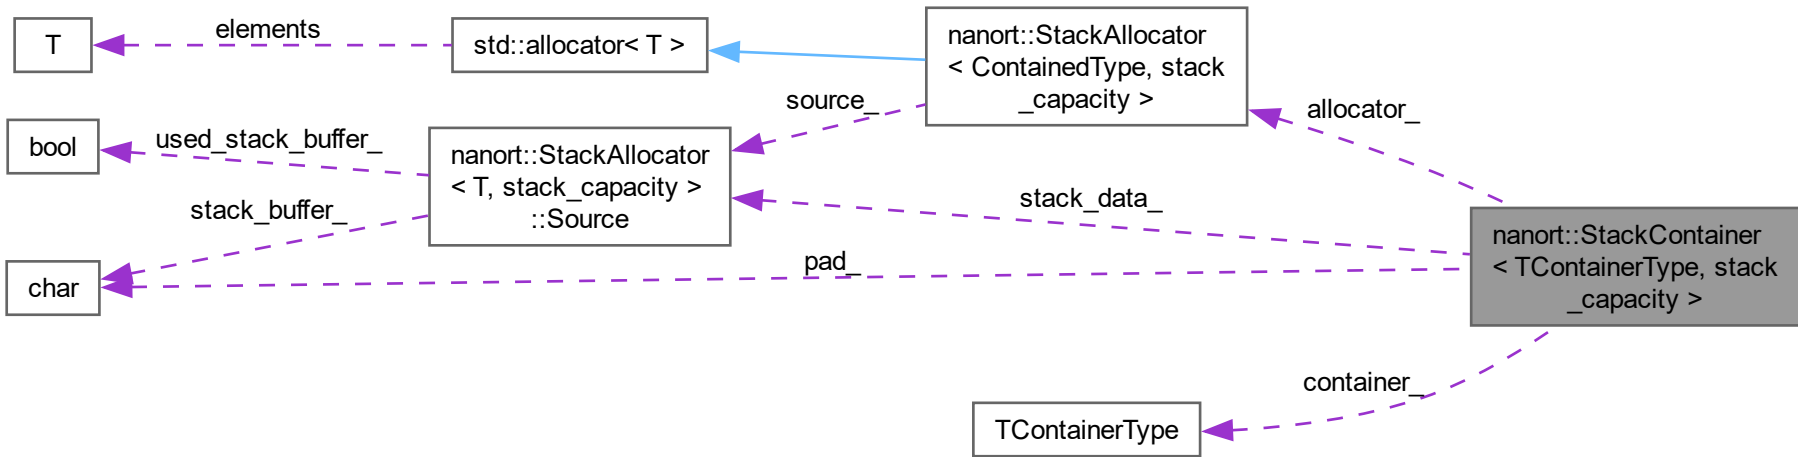 T
elements
std::allocator< T >
nanort::StackAllocator
< ContainedType, stack
_capacity >
source_
allocator_
bool
used_stack_buffer_
nanort::StackAllocator
< T, stack_capacity >
::Source
stack_buffer_
stack_data_
nanort::StackContainer
< TContainerType, stack
_capacity >
char
pad_
container_
TContainerType